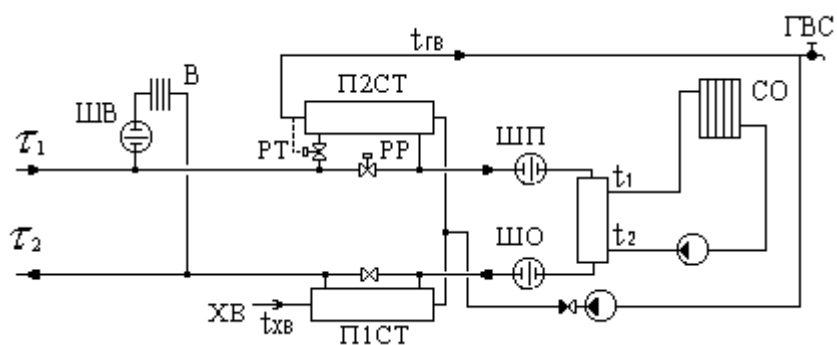 ГВС
tГВ
В
П2СТ
СО
ШВ
τ1
РТ
РР
ШП
t1
τ2
ШО
t2
ХВ
tХВ
П1СТ